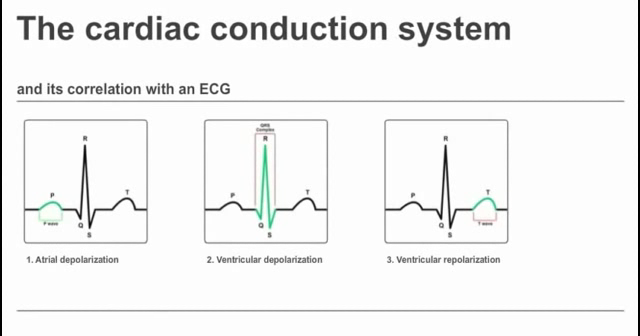 The cardiac conduction system
and its correlation with an ECG
R
P
T
Q
S
P wave
1. Atrial depolarization
QRS
Complex
R
P
T
Q
S
2. Ventricular depolarization
R
P
T
Q
S
T wave
3. Ventricular repolarization